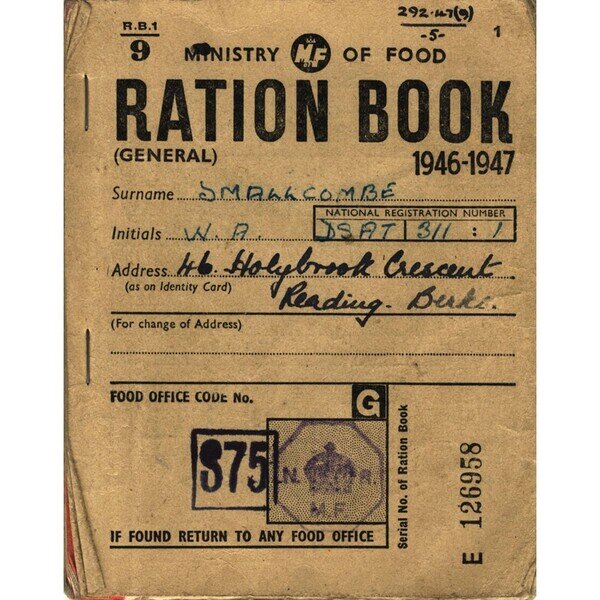 R.B.1
9
292.47(9)
-5-
1
MINISTRY MF OF FOOD
RATION BOOK
(GENERAL)
1946-1947
Surname SMALLCOMBE
NATIONAL REGISTRATION NUMBER
Initials W. A. DSAT 311 : 1
Address 46. Holybrook Crescent
(as on Identity Card)
Reading. Berks.
(For change of Address)
FOOD OFFICE CODE No.
G
S75
N. R.
M.F.
IF FOUND RETURN TO ANY FOOD OFFICE
Serial No. of Ration Book
E 126958